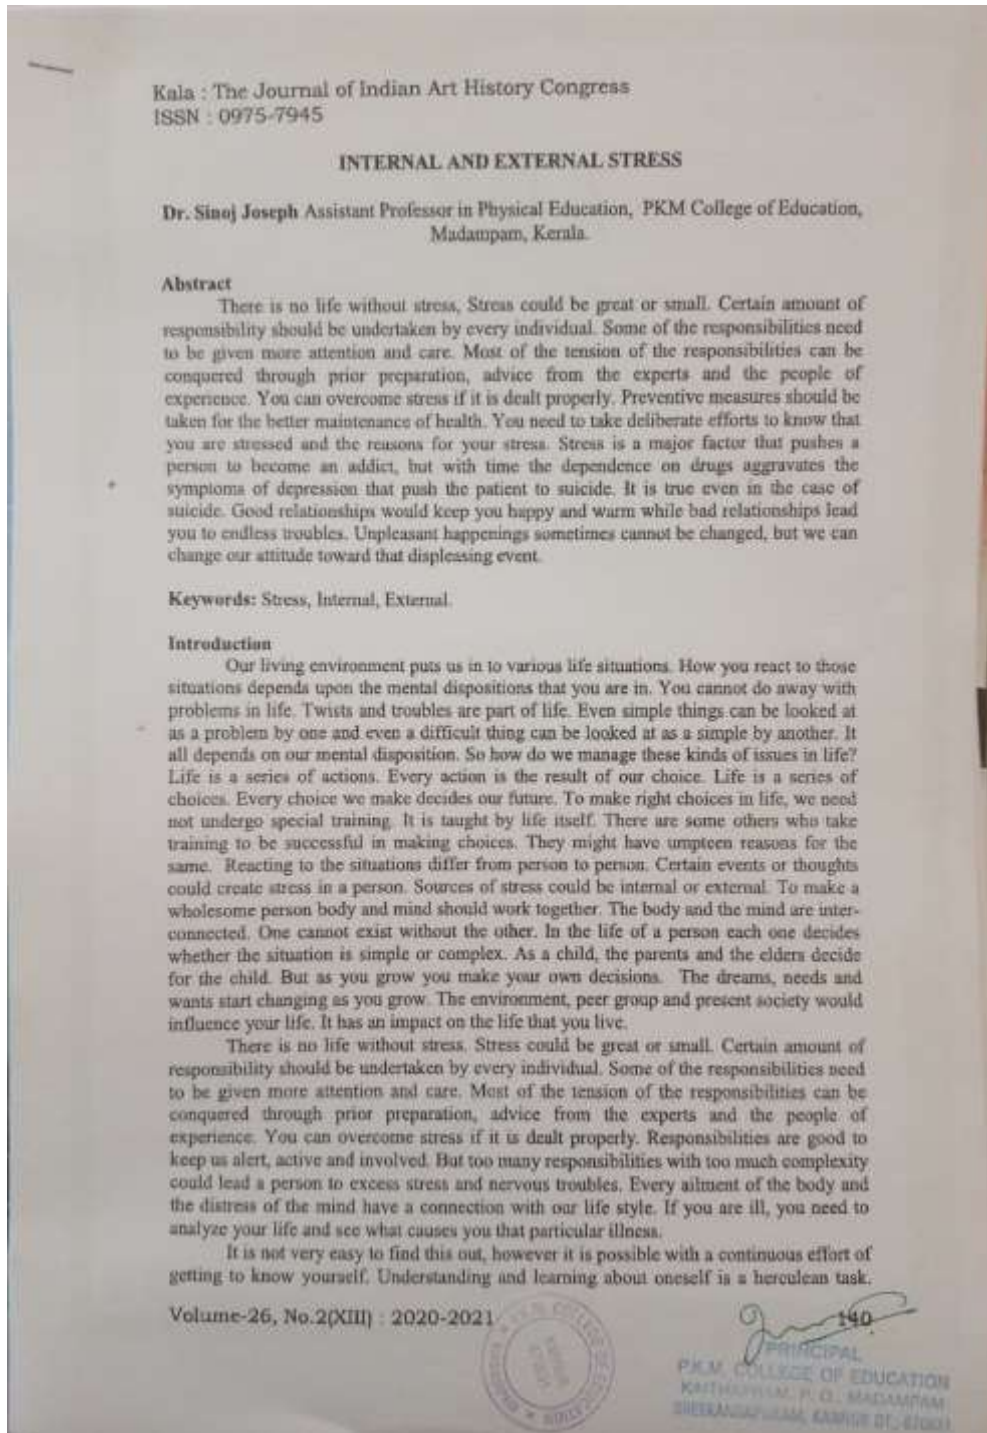 Kala : The Journal of Indian Art History Congress
ISSN : 0975-7945
INTERNAL AND EXTERNAL STRESS
Dr. Sinoj Joseph Assistant Professor in Physical Education, PKM College of Education,
Madampam, Kerala.
Abstract
There is no life without stress, Stress could be great or small. Certain amount of
responsibility should be undertaken by every individual. Some of the responsibilities need
to be given more attention and care. Most of the tension of the responsibilities can be
conquered through prior preparation, advice from the experts and the people of
experience. You can overcome stress if it is dealt properly. Preventive measures should be
taken for the better maintenance of health. You need to take deliberate efforts to know that
you are stressed and the reasons for your stress. Stress is a major factor that pushes a
person to become an addict, but with time the dependence on drugs aggravates the
symptoms of depression that push the patient to suicide. It is true even in the case of
suicide. Good relationships would keep you happy and warm while bad relationships lead
you to endless troubles. Unpleasant happenings sometimes cannot be changed, but we can
change our attitude toward that displeasing event.
Keywords: Stress, Internal, External.
Introduction
Our living environment puts us in to various life situations. How you react to those
situations depends upon the mental dispositions that you are in. You cannot do away with
problems in life. Twists and troubles are part of life. Even simple things can be looked at
as a problem by one and even a difficult thing can be looked at as a simple by another. It
all depends on our mental disposition. So how do we manage these kinds of issues in life?
Life is a series of actions. Every action is the result of our choice. Life is a series of
choices. Every choice we make decides our future. To make right choices in life, we need
not undergo special training. It is taught by life itself. There are some others who take
training to be successful in making choices. They might have umpteen reasons for the
same. Reacting to the situations differ from person to person. Certain events or thoughts
could create stress in a person. Sources of stress could be internal or external. To make a
wholesome person body and mind should work together. The body and the mind are inter-
connected. One cannot exist without the other. In the life of a person each one decides
whether the situation is simple or complex. As a child, the parents and the elders decide
for the child. But as you grow you make your own decisions. The dreams, needs and
wants start changing as you grow. The environment, peer group and present society would
influence your life. It has an impact on the life that you live.
There is no life without stress. Stress could be great or small. Certain amount of
responsibility should be undertaken by every individual. Some of the responsibilities need
to be given more attention and care. Most of the tension of the responsibilities can be
conquered through prior preparation, advice from the experts and the people of
experience. You can overcome stress if it is dealt properly. Responsibilities are good to
keep us alert, active and involved. But too many responsibilities with too much complexity
could lead a person to excess stress and nervous troubles. Every ailment of the body and
the distress of the mind have a connection with our life style. If you are ill, you need to
analyze your life and see what causes you that particular illness.
It is not very easy to find this out, however it is possible with a continuous effort of
getting to know yourself. Understanding and learning about oneself is a herculean task.
Volume-26, No.2(XIII) : 2020-2021
140
PRINCIPAL
P.K.M. COLLEGE OF EDUCATION
P. O., MADAMPAM